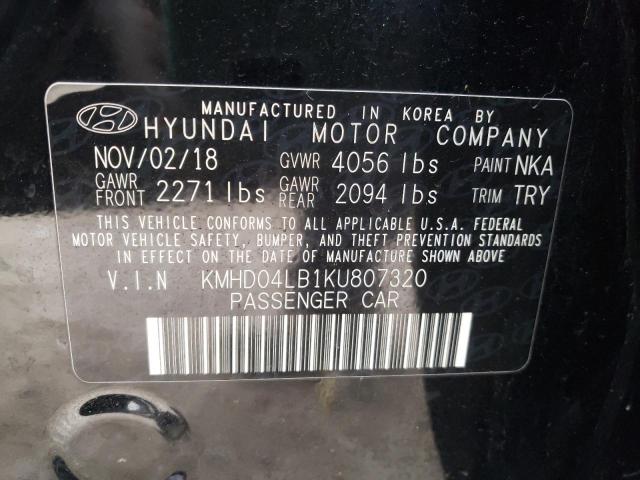 MANUFACTURED IN KOREA BY
HYUNDAI MOTOR COMPANY
NOV/02/18 GVWR 4056 lbs PAINT NKA
GAWR FRONT 2271 lbs GAWR REAR 2094 lbs TRIM TRY
THIS VEHICLE CONFORMS TO ALL APPLICABLE U.S.A. FEDERAL
MOTOR VEHICLE SAFETY, BUMPER, AND THEFT PREVENTION STANDARDS
IN EFFECT ON THE DATE OF MANUFACTURE SHOWN ABOVE
V.I.N KMHD04LB1KU807320
PASSENGER CAR